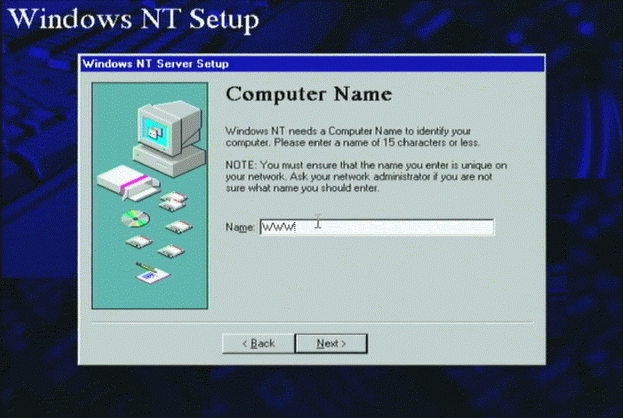 Windows NT Setup
Windows NT Server Setup
Computer Name
Windows NT needs a Computer Name to identify your
computer. Please enter a name of 15 characters or less.
NOTE: You must ensure that the name you enter is unique on
your network. Ask your network administrator if you are not
sure what name you should enter.
Name: WWW
< Back Next >